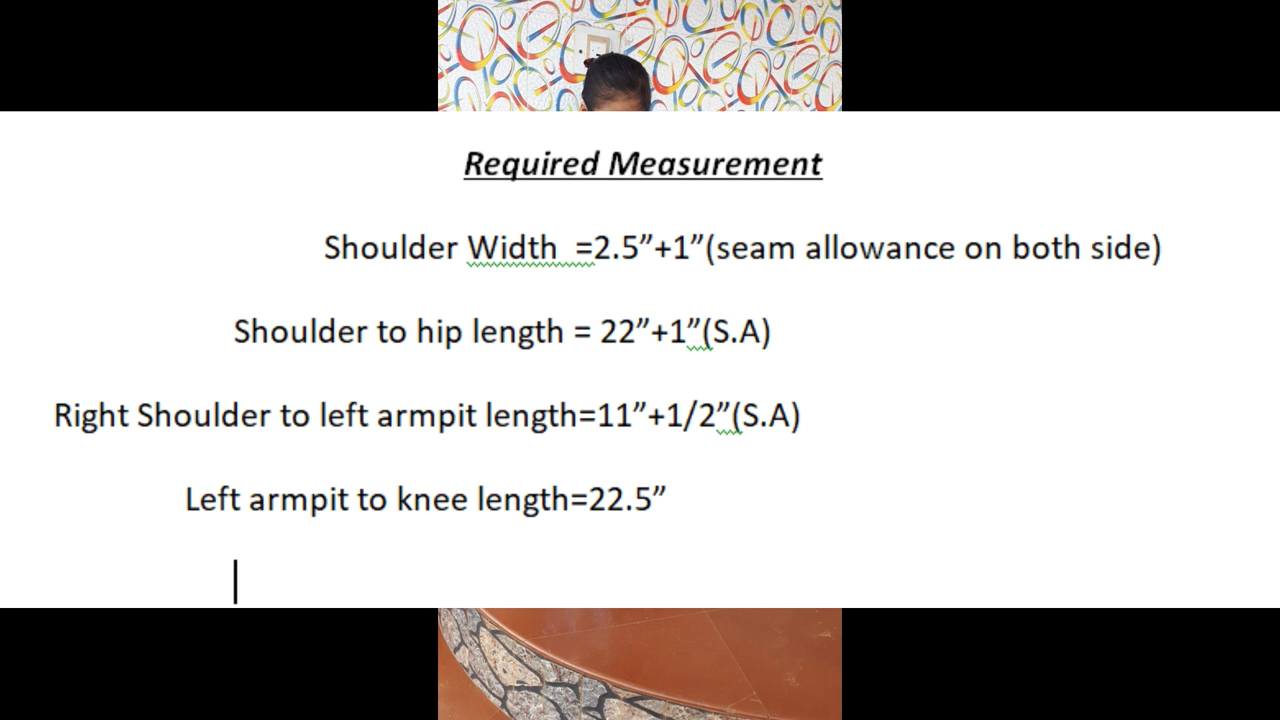 Required Measurement
Shoulder Width  =2.5”+1”(seam allowance on both side)
Shoulder to hip length = 22”+1”(S.A)
Right Shoulder to left armpit length=11”+1/2”(S.A)
Left armpit to knee length=22.5”